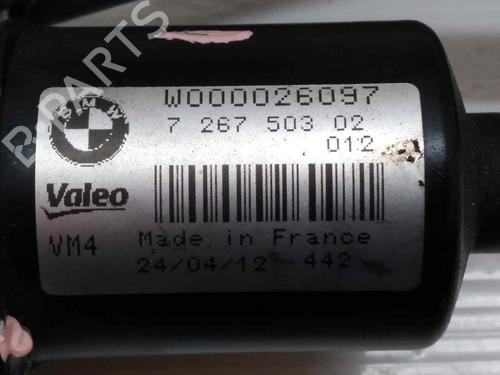 W000026097
7 267 503 02
012
BMW
Valeo
VM4
Made in France
24/04/12 442
B-PARTS